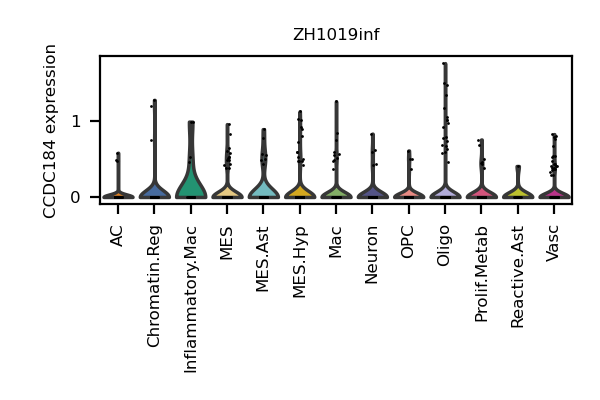 ZH1019inf
CCDC184 expression
1
0
AC
Chromatin.Reg
Inflammatory.Mac
MES
MES.Ast
MES.Hyp
Mac
Neuron
OPC
Oligo
Prolif.Metab
Reactive.Ast
Vasc